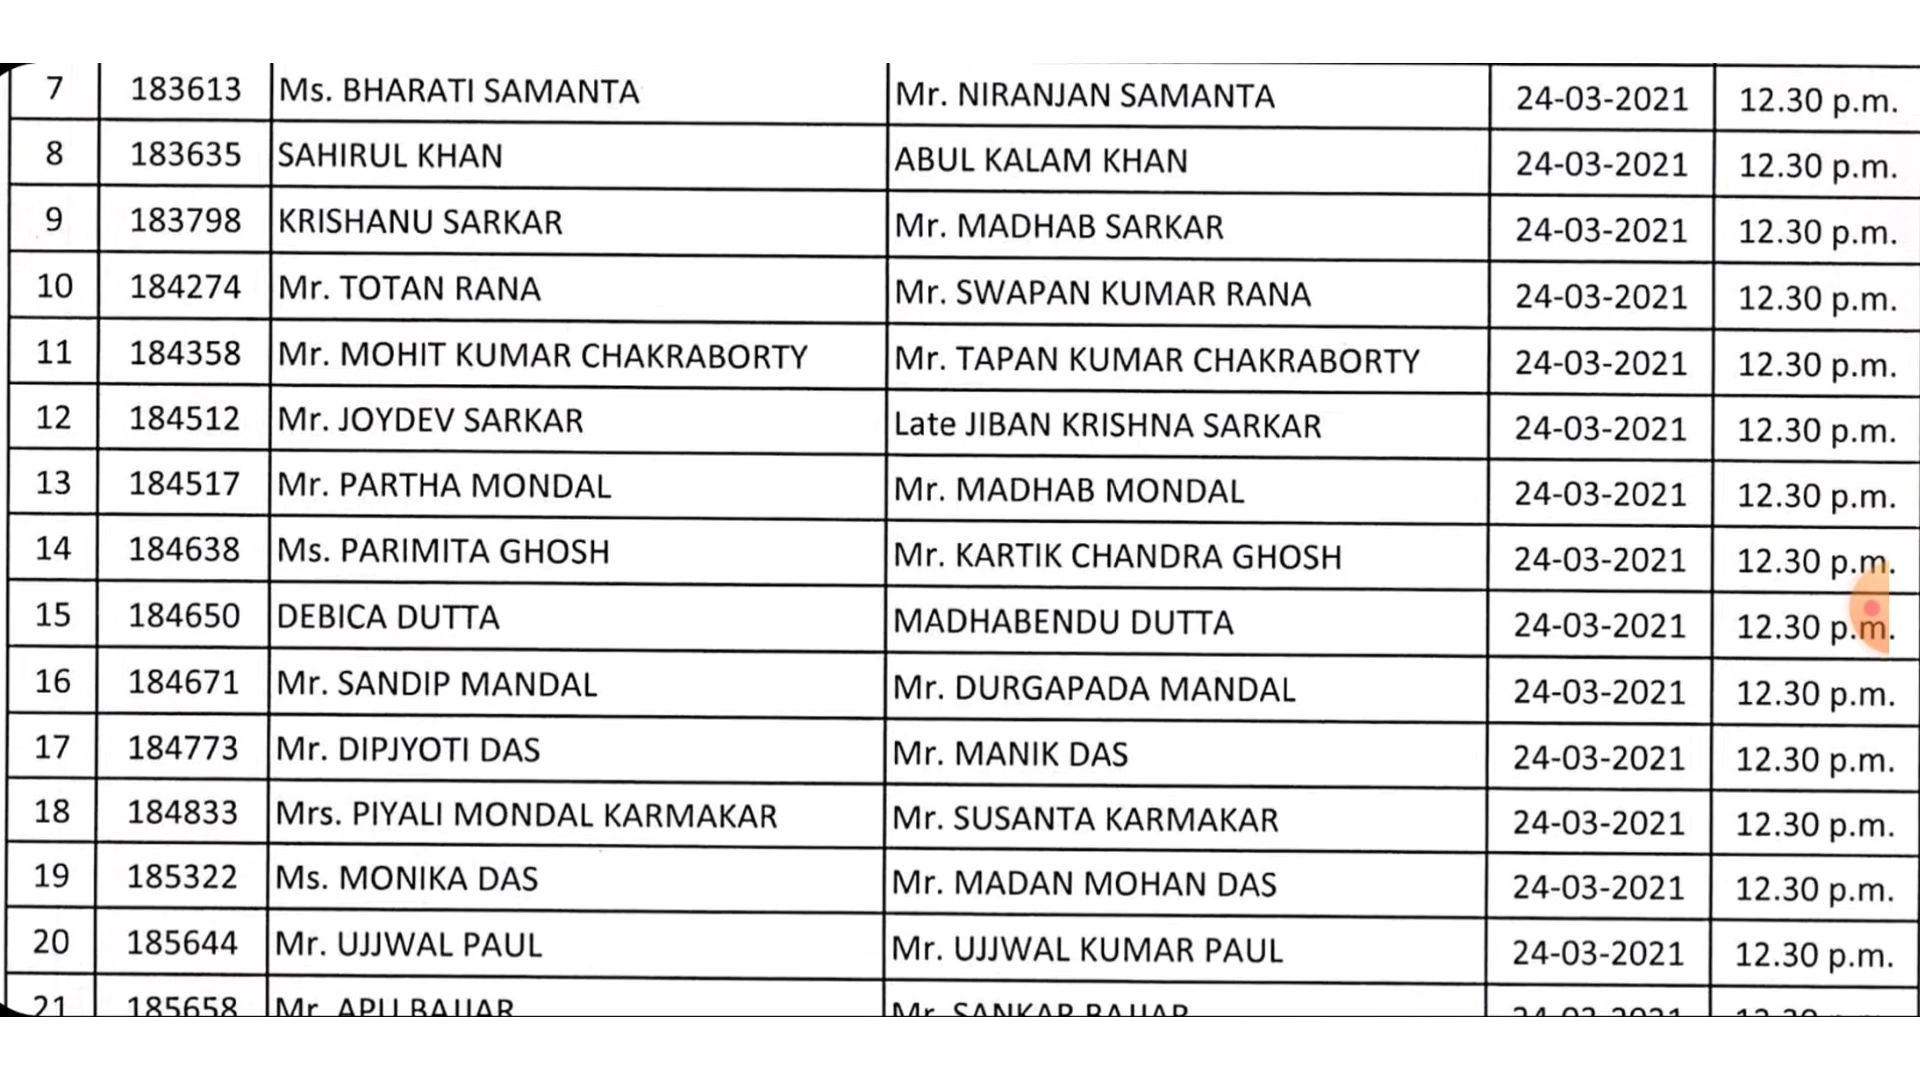 7 183613 Ms. BHARATI SAMANTA Mr. NIRANJAN SAMANTA 24-03-2021 12.30 p.m.
8 183635 SAHIRUL KHAN ABUL KALAM KHAN 24-03-2021 12.30 p.m.
9 183798 KRISHANU SARKAR Mr. MADHAB SARKAR 24-03-2021 12.30 p.m.
10 184274 Mr. TOTAN RANA Mr. SWAPAN KUMAR RANA 24-03-2021 12.30 p.m.
11 184358 Mr. MOHIT KUMAR CHAKRABORTY Mr. TAPAN KUMAR CHAKRABORTY 24-03-2021 12.30 p.m.
12 184512 Mr. JOYDEV SARKAR Late JIBAN KRISHNA SARKAR 24-03-2021 12.30 p.m.
13 184517 Mr. PARTHA MONDAL Mr. MADHAB MONDAL 24-03-2021 12.30 p.m.
14 184638 Ms. PARIMITA GHOSH Mr. KARTIK CHANDRA GHOSH 24-03-2021 12.30 p.m.
15 184650 DEBICA DUTTA MADHABENDU DUTTA 24-03-2021 12.30 p.m.
16 184671 Mr. SANDIP MANDAL Mr. DURGAPADA MANDAL 24-03-2021 12.30 p.m.
17 184773 Mr. DIPJYOTI DAS Mr. MANIK DAS 24-03-2021 12.30 p.m.
18 184833 Mrs. PIYALI MONDAL KARMAKAR Mr. SUSANTA KARMAKAR 24-03-2021 12.30 p.m.
19 185322 Ms. MONIKA DAS Mr. MADAN MOHAN DAS 24-03-2021 12.30 p.m.
20 185644 Mr. UJJWAL PAUL Mr. UJJWAL KUMAR PAUL 24-03-2021 12.30 p.m.
21 185658 Mr. Mr. SANKAR